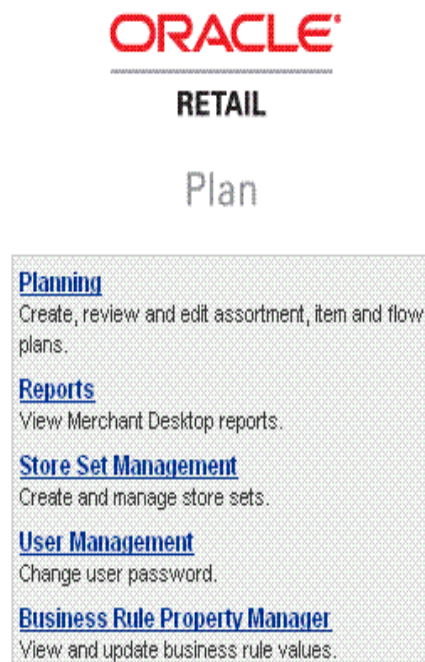 ORACLE
RETAIL
Plan
Planning
Create, review and edit assortment, item and flow
plans.
Reports
View Merchant Desktop reports.
Store Set Management
Create and manage store sets.
User Management
Change user password.
Business Rule Property Manager
View and update business rule values.